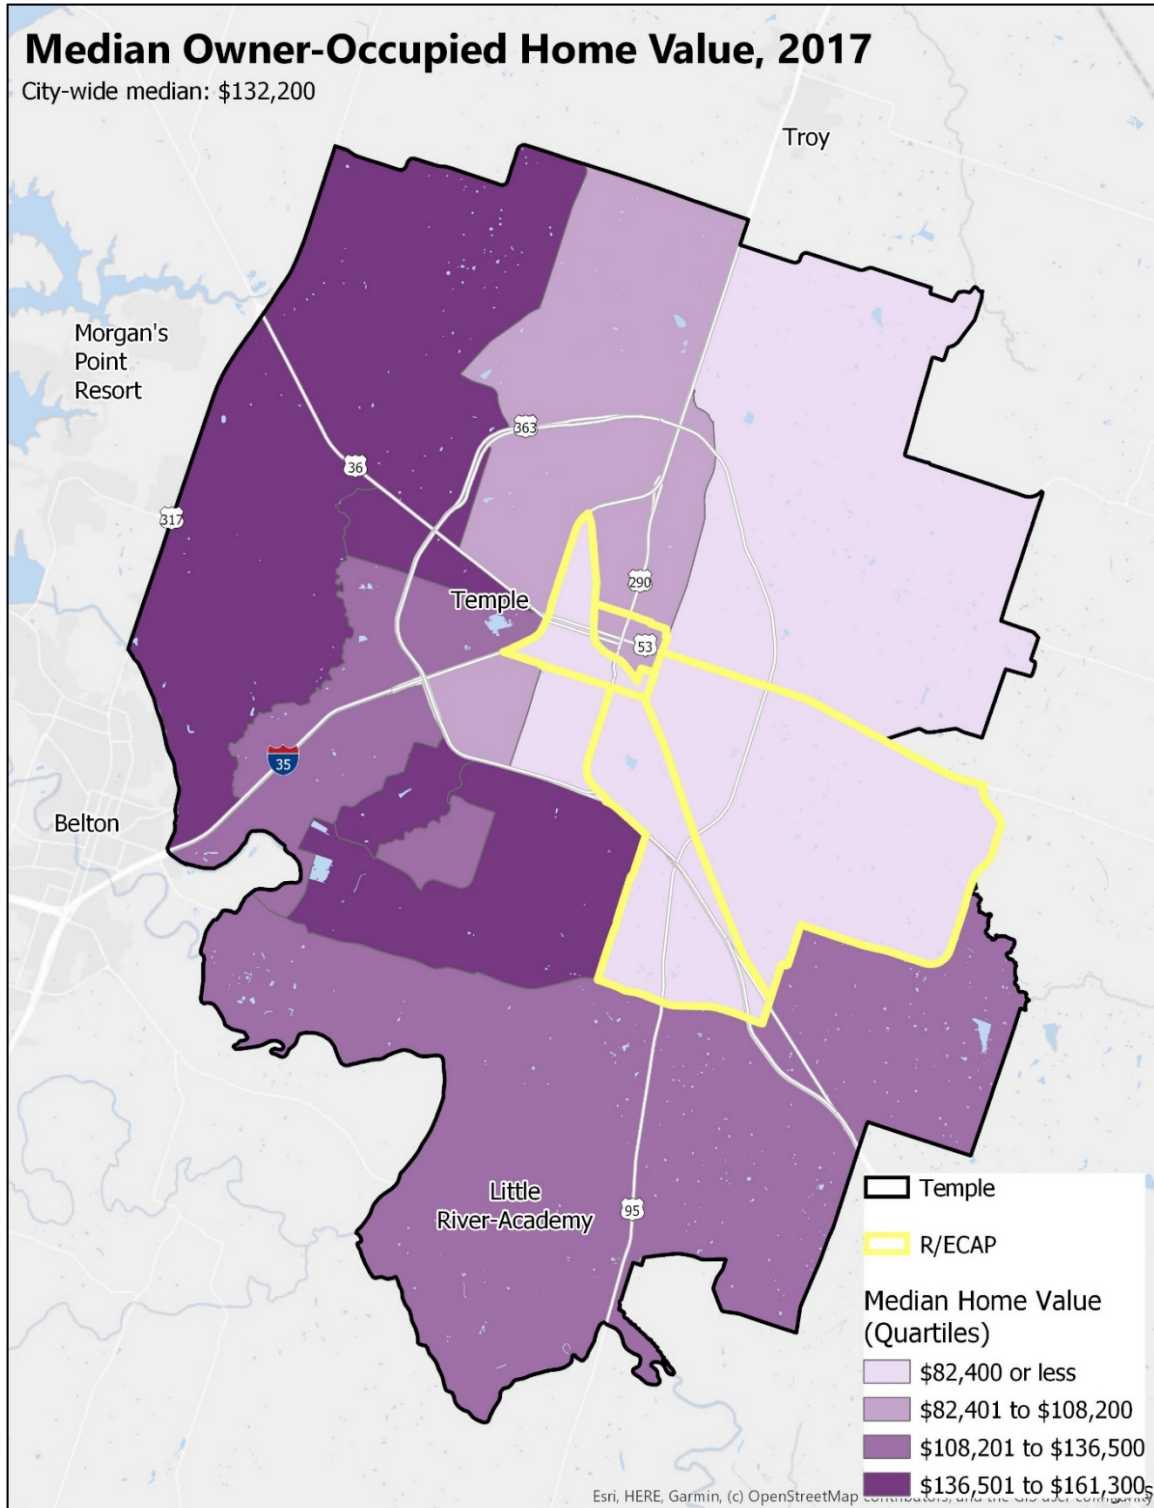 Median Owner-Occupied Home Value, 2017
City-wide median: $132,200
Troy
Morgan's
Point
Resort
363
36
317
290
Temple
53
35
Belton
Little
River-Academy
95
Temple
R/ECAP
Median Home Value
(Quartiles)
$82,400 or less
$82,401 to $108,200
$108,201 to $136,500
$136,501 to $161,300
Esri, HERE, Garmin, (c) OpenStreetMap